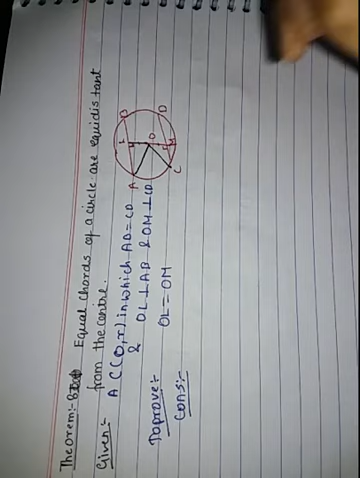 Theorem:- Equal chords of a circle are equidistant
from the centre.
Given:- A C(O,r) in which AB=CD
& OL⊥AB & OM⊥CD
To prove:- OL=OM
Cons:-
B
D
L
O
M
A
C